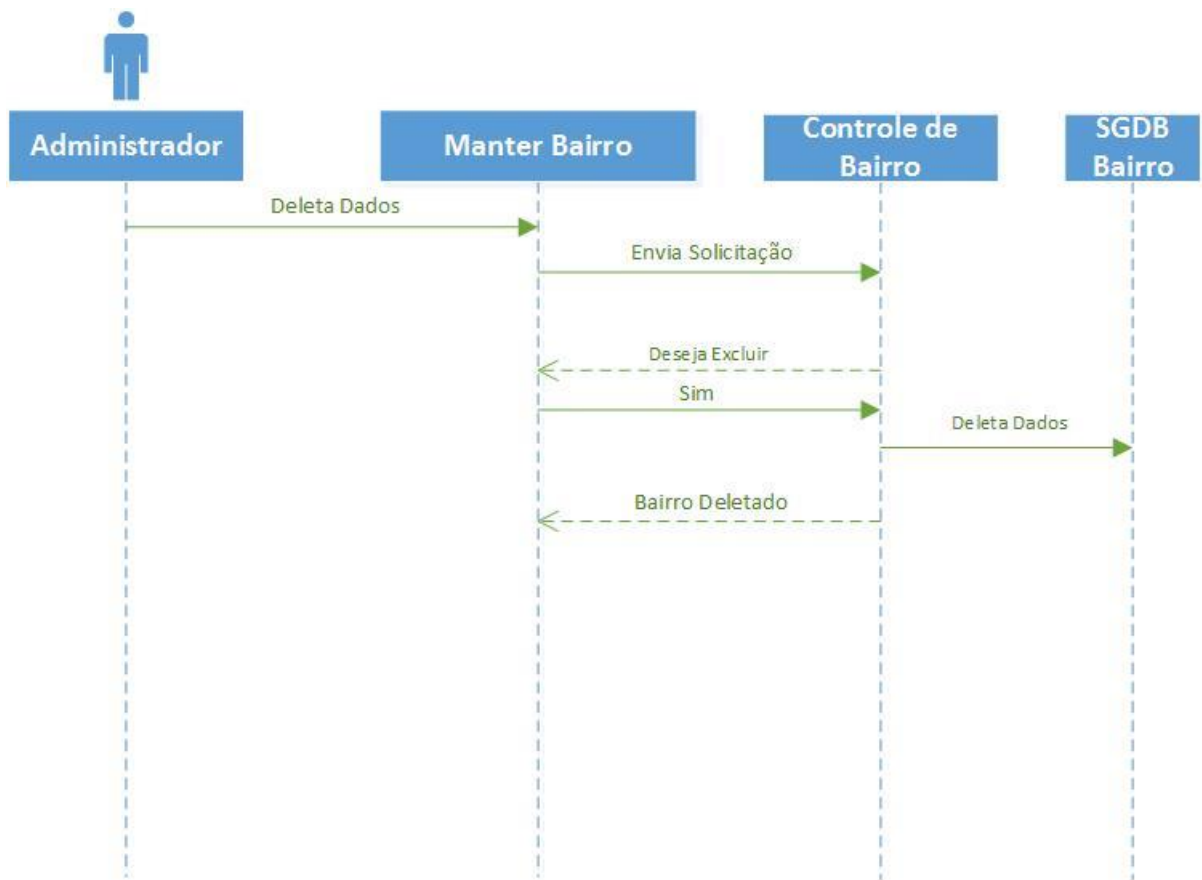 Administrador
Manter Bairro
Controle de
Bairro
SGDB
Bairro
Deleta Dados
Envia Solicitação
Deseja Excluir
Sim
Deleta Dados
Bairro Deletado